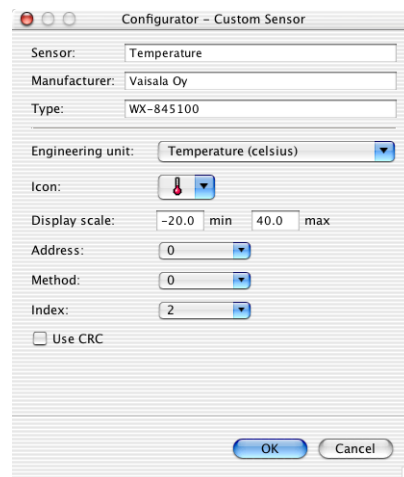 Configurator – Custom Sensor
Sensor: Temperature
Manufacturer: Vaisala Oy
Type: WX-845100
Engineering unit: Temperature (celsius)
Icon:
Display scale: -20.0 min 40.0 max
Address: 0
Method: 0
Index: 2
Use CRC
OK Cancel